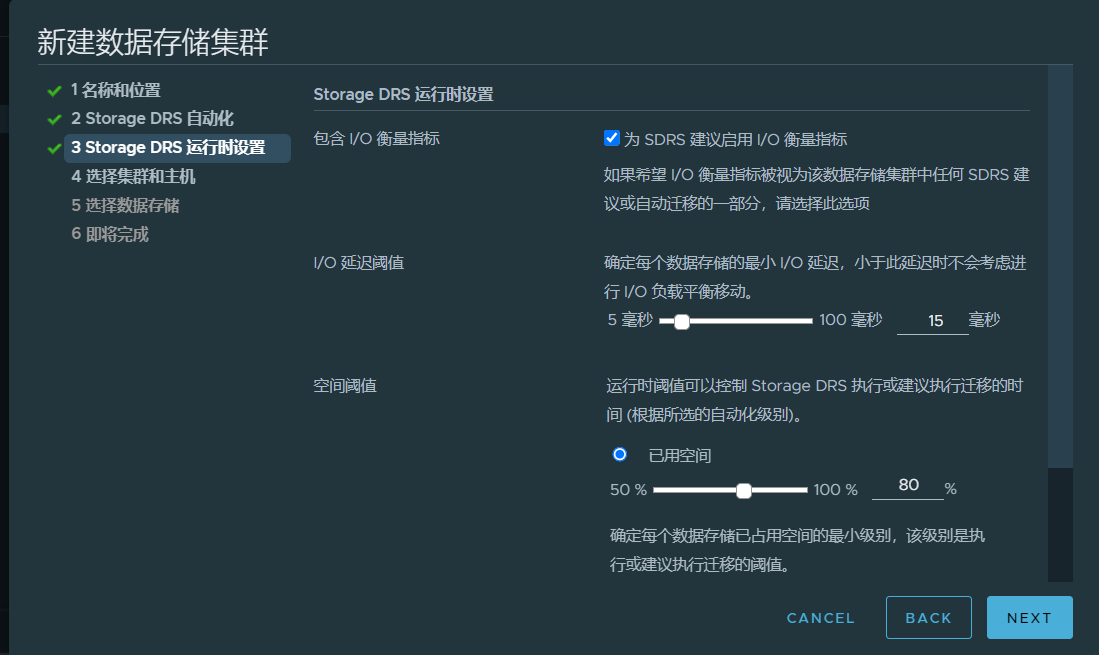 新建数据存储集群
1 名称和位置
2 Storage DRS 自动化
3 Storage DRS 运行时设置
4 选择集群和主机
5 选择数据存储
6 即将完成
Storage DRS 运行时设置
包含 I/O 衡量指标
为 SDRS 建议启用 I/O 衡量指标
如果希望 I/O 衡量指标被视为该数据存储集群中任何 SDRS 建
议或自动迁移的一部分，请选择此选项
I/O 延迟阈值
确定每个数据存储的最小 I/O 延迟，小于此延迟时不会考虑进
行 I/O 负载平衡移动。
5 毫秒 100 毫秒 15 毫秒
空间阈值
运行时阈值可以控制 Storage DRS 执行或建议执行迁移的时
间 (根据所选的自动化级别)。
已用空间
50 % 100 % 80 %
确定每个数据存储已占用空间的最小级别，该级别是执
行或建议执行迁移的阈值。
CANCEL BACK NEXT